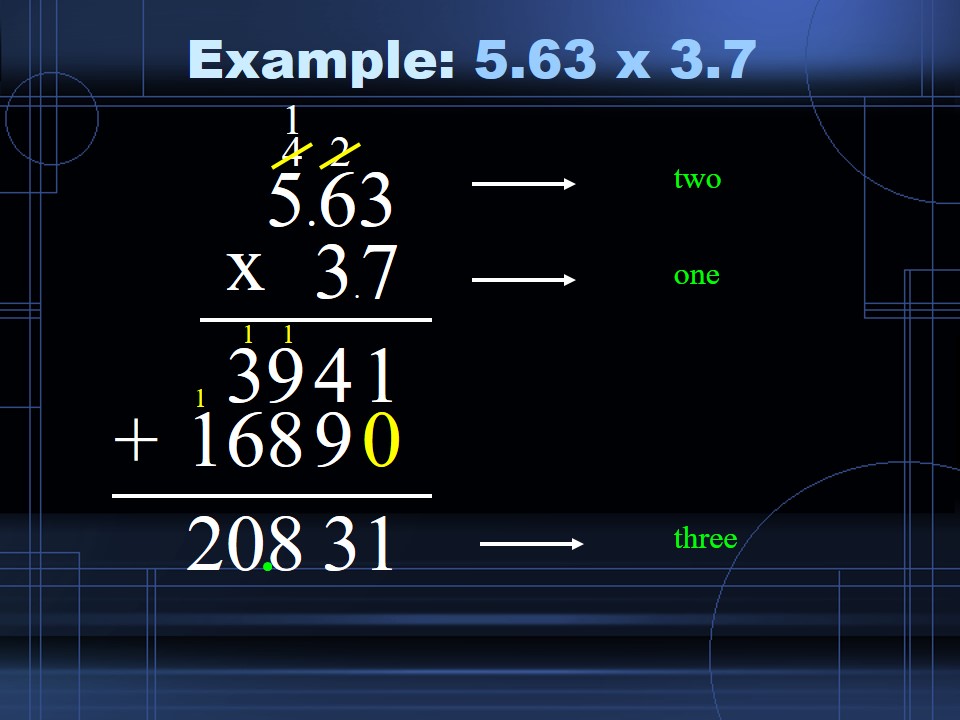 Example: 5.63 x 3.7
1
4 2
5.63
two
x 3.7
one
1 1
3941
1
+ 16890
20.831
three